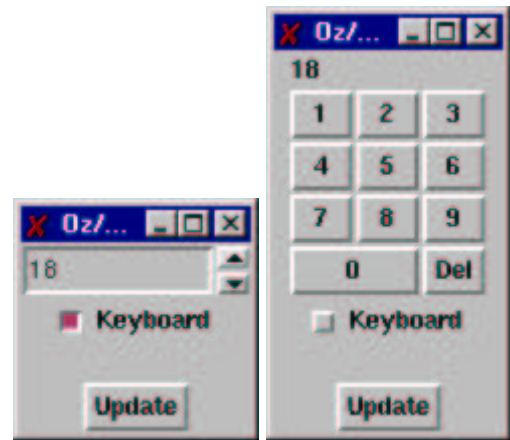 Oz/...
18
Keyboard
Update
Oz/...
18
1 2 3
4 5 6
7 8 9
0 Del
Keyboard
Update